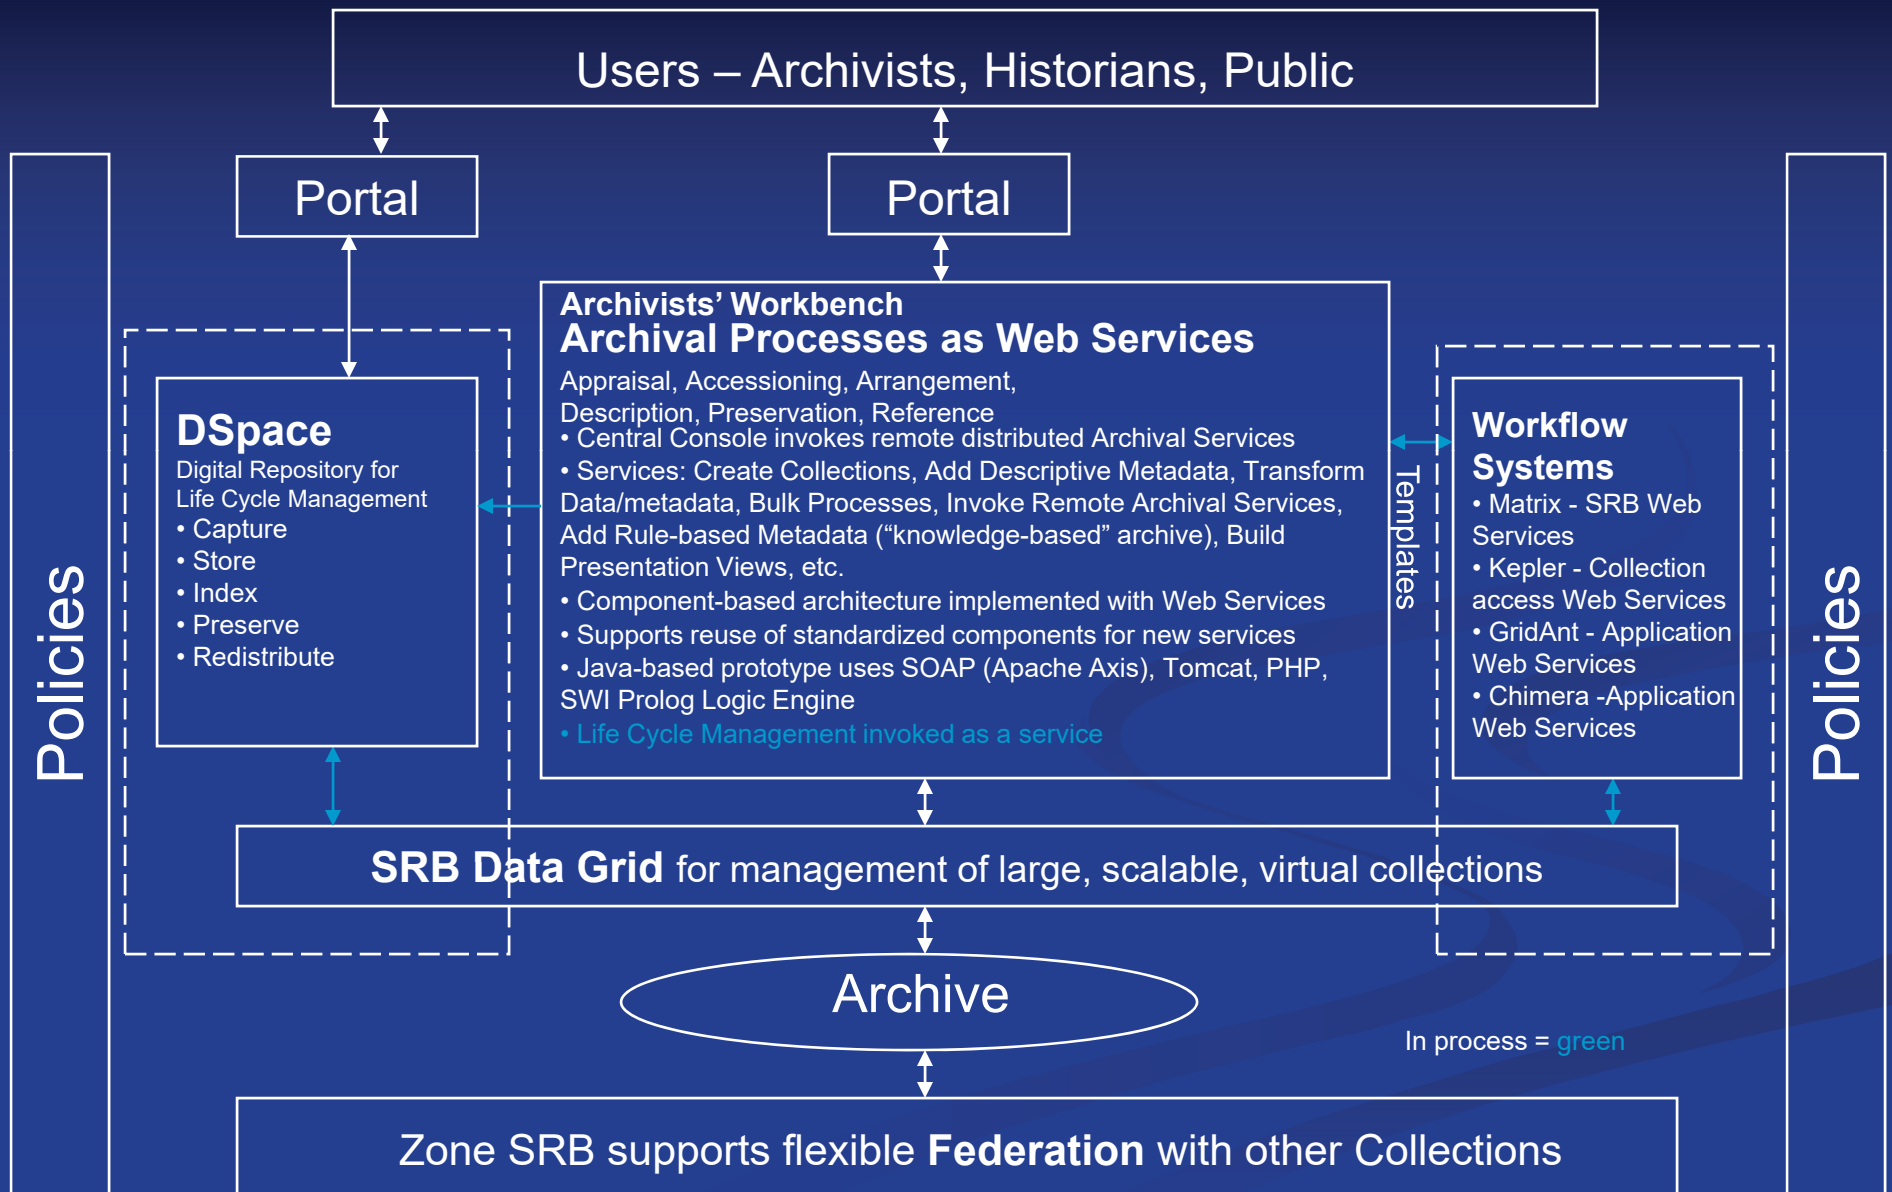 Users – Archivists, Historians, Public
Portal
Portal
Policies
DSpace
Digital Repository for
Life Cycle Management
• Capture
• Store
• Index
• Preserve
• Redistribute
Archivists’ Workbench
Archival Processes as Web Services
Appraisal, Accessioning, Arrangement,
Description, Preservation, Reference
• Central Console invokes remote distributed Archival Services
• Services: Create Collections, Add Descriptive Metadata, Transform
Data/metadata, Bulk Processes, Invoke Remote Archival Services,
Add Rule-based Metadata (“knowledge-based” archive), Build
Presentation Views, etc.
• Component-based architecture implemented with Web Services
• Supports reuse of standardized components for new services
• Java-based prototype uses SOAP (Apache Axis), Tomcat, PHP,
SWI Prolog Logic Engine
• Life Cycle Management invoked as a service
Templates
Workflow
Systems
• Matrix - SRB Web
Services
• Kepler - Collection
access Web Services
• GridAnt - Application
Web Services
• Chimera -Application
Web Services
Policies
SRB Data Grid for management of large, scalable, virtual collections
Archive
In process = green
Zone SRB supports flexible Federation with other Collections